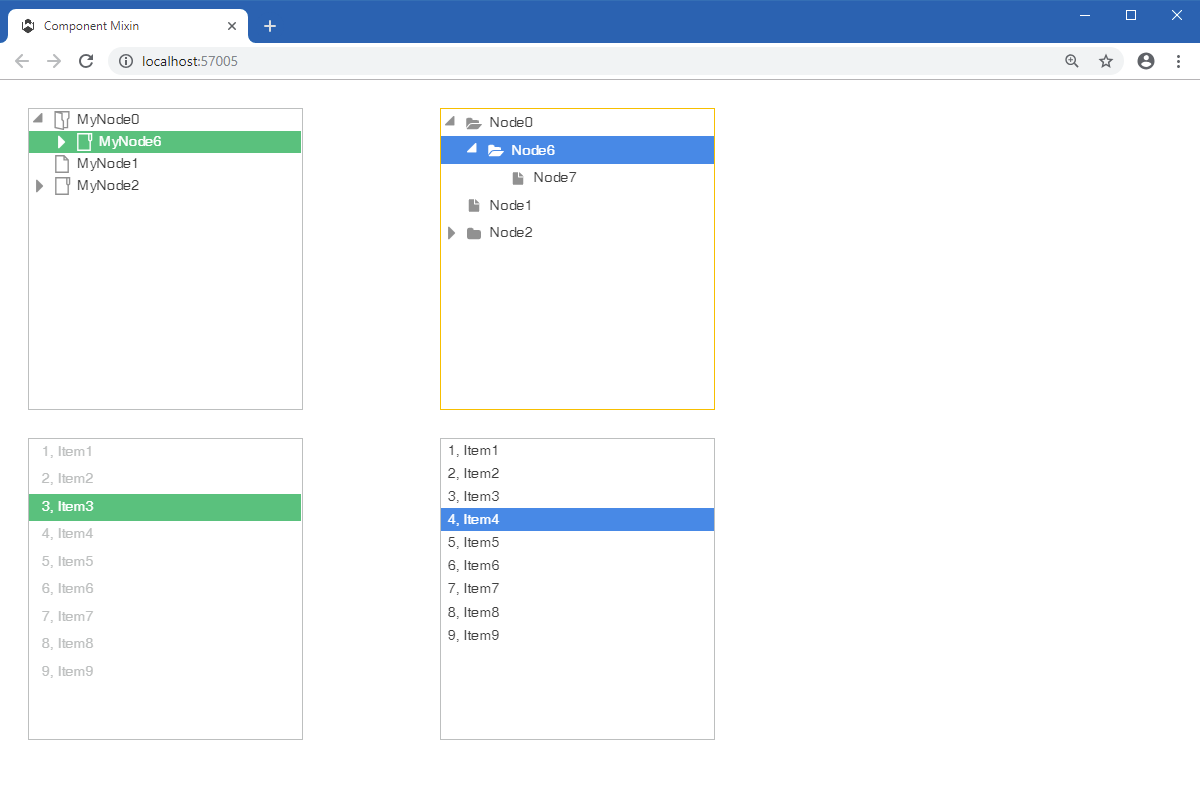 Component Mixin
localhost:57005
MyNode0
MyNode6
MyNode1
MyNode2
Node0
Node6
Node7
Node1
Node2
1, Item1
2, Item2
3, Item3
4, Item4
5, Item5
6, Item6
7, Item7
8, Item8
9, Item9
1, Item1
2, Item2
3, Item3
4, Item4
5, Item5
6, Item6
7, Item7
8, Item8
9, Item9